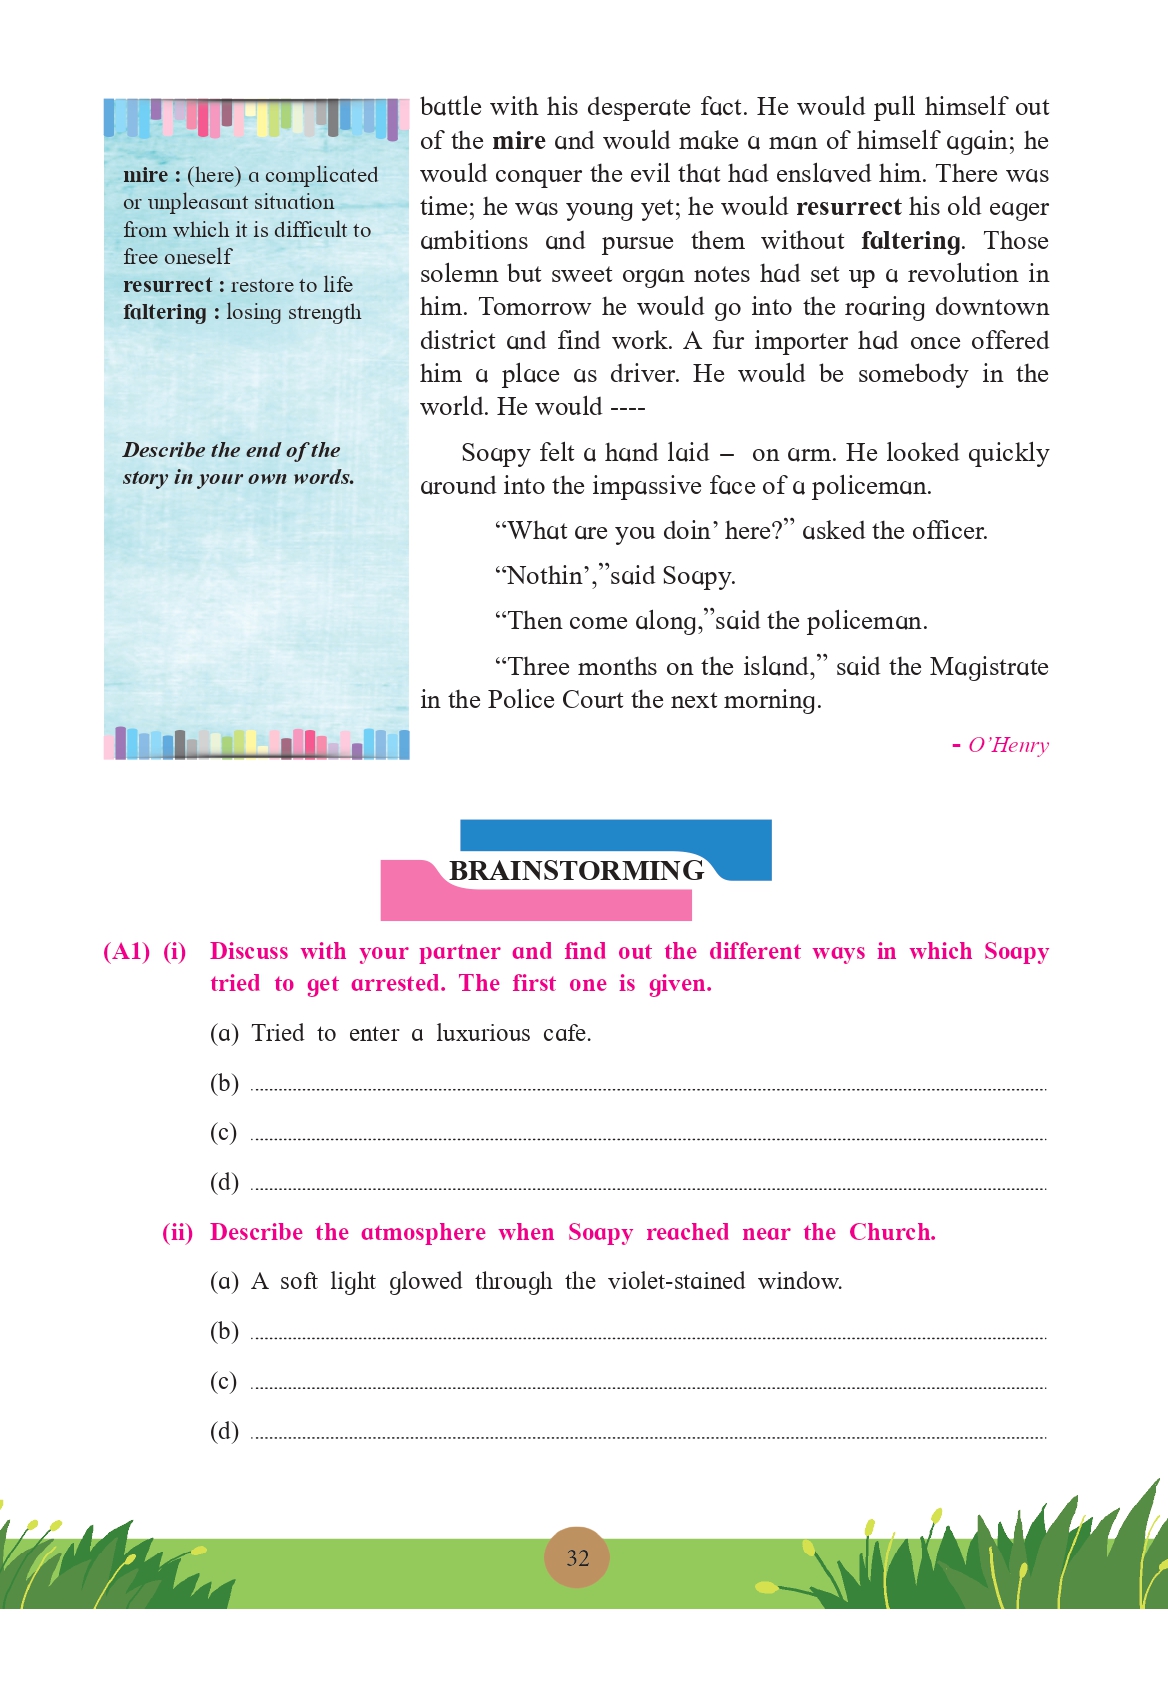 mire : (here) a complicated
or unpleasant situation
from which it is difficult to
free oneself
resurrect : restore to life
faltering : losing strength
Describe the end of the
story in your own words.
battle with his desperate fact. He would pull himself out
of the mire and would make a man of himself again; he
would conquer the evil that had enslaved him. There was
time; he was young yet; he would resurrect his old eager
ambitions and pursue them without faltering. Those
solemn but sweet organ notes had set up a revolution in
him. Tomorrow he would go into the roaring downtown
district and find work. A fur importer had once offered
him a place as driver. He would be somebody in the
world. He would ----
Soapy felt a hand laid – on arm. He looked quickly
around into the impassive face of a policeman.
“What are you doin’ here?” asked the officer.
“Nothin’,”said Soapy.
“Then come along,”said the policeman.
“Three months on the island,” said the Magistrate
in the Police Court the next morning.
- O’Henry
BRAINSTORMING
(A1) (i) Discuss with your partner and find out the different ways in which Soapy
tried to get arrested. The first one is given.
(a) Tried to enter a luxurious cafe.
(b)
(c)
(d)
(ii) Describe the atmosphere when Soapy reached near the Church.
(a) A soft light glowed through the violet-stained window.
(b)
(c)
(d)
32